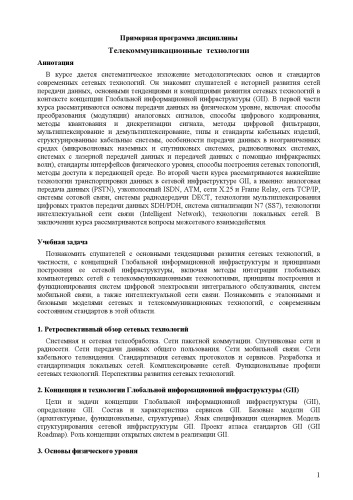 Примерная программа дисциплины
Телекоммуникационные технологии
Аннотация
В курсе дается систематическое изложение методологических основ и стандартов
современных сетевых технологий. Он знакомит слушателей с историей развития сетей
передачи данных, основными тенденциями и концепциями развития сетевых технологий в
контексте концепции Глобальной информационной инфраструктуры (GII). В первой части
курса рассматриваются основы передачи данных на физическом уровне, включая: способы
преобразования (модуляции) аналоговых сигналов, способы цифрового кодирования,
методы квантования и дискретизации сигнала, методы цифровой фильтрации,
мультиплексирование и демультиплексирование, типы и стандарты кабельных изделий,
структурированные кабельные системы, особенности передачи данных в неограниченных
средах (микроволновых наземных и спутниковых системах, радиоволновых системах,
системах с лазерной передачей данных и передачей данных с помощью инфракрасных
волн), стандарты интерфейсов физического уровня, способы построения сетевых топологий,
методы доступа к передающей среде. Во второй части курса рассматриваются важнейшие
технологии транспортировки данных в сетевой инфраструктуре GII, а именно: аналоговая
передача данных (PSTN), узкополосный ISDN, ATM, сети X.25 и Frame Relay, сеть TCP/IP,
системы сотовой связи, системы радиопередачи DECT, технологии мультиплексирования
цифровых трактов передачи данных SDH/PDH, система сигнализации N7 (SS7), технологии
интеллектуальной сети связи (Intelligent Network), технологии локальных сетей. В
заключении курса рассматриваются вопросы межсетевого взаимодействия.
Учебная задача
Познакомить слушателей с основными тенденциями развития сетевых технологий, в
частности, с концепцией Глобальной информационной инфраструктуры и принципами
построения ее сетевой инфраструктуры, включая методы интеграции глобальных
компьютерных сетей с телекоммуникационными технологиями, принципы построения и
функционирования систем цифровой электросвязи интегрального обслуживания, систем
мобильной связи, а также интеллектуальной сети связи. Познакомить с эталонными и
базовыми моделями сетевых и телекоммуникационных технологий, с современным
состоянием стандартов в этой области.
1. Ретроспективный обзор сетевых технологий
Системная и сетевая телеобработка. Сети пакетной коммутации. Спутниковые сети и
радиосети. Сети передачи данных общего пользования. Сети мобильной связи. Сети
кабельного телевидения. Стандартизация сетевых протоколов и сервисов. Разработка и
стандартизация локальных сетей. Комплексирование сетей. Функциональные профили
сетевых технологий. Перспективы развития сетевых технологий.
2. Концепция и технология Глобальной информационной инфраструктуры (GII)
Цели и задачи концепции Глобальной информационной инфраструктуры (GII),
определение GII. Состав и характеристика сервисов GII. Базовые модели GII
(архитектурные, функциональные, структурные). Язык спецификации сценариев. Модель
структурирования сетевой инфраструктуры GII. Проект атласа стандартов GII (GII
Roadmap). Роль концепции открытых систем в реализации GII.
3. Основы физического уровня
1